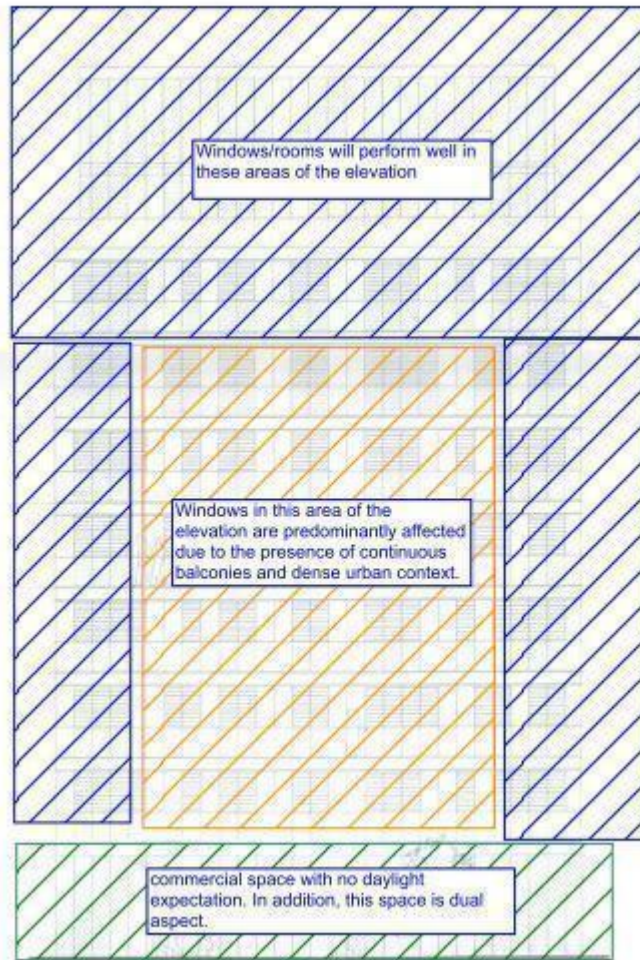 Windows/rooms will perform well in
these areas of the elevation
Windows in this area of the
elevation are predominantly affected
due to the presence of continuous
balconies and dense urban context.
commercial space with no daylight
expectation. In addition, this space is dual
aspect.